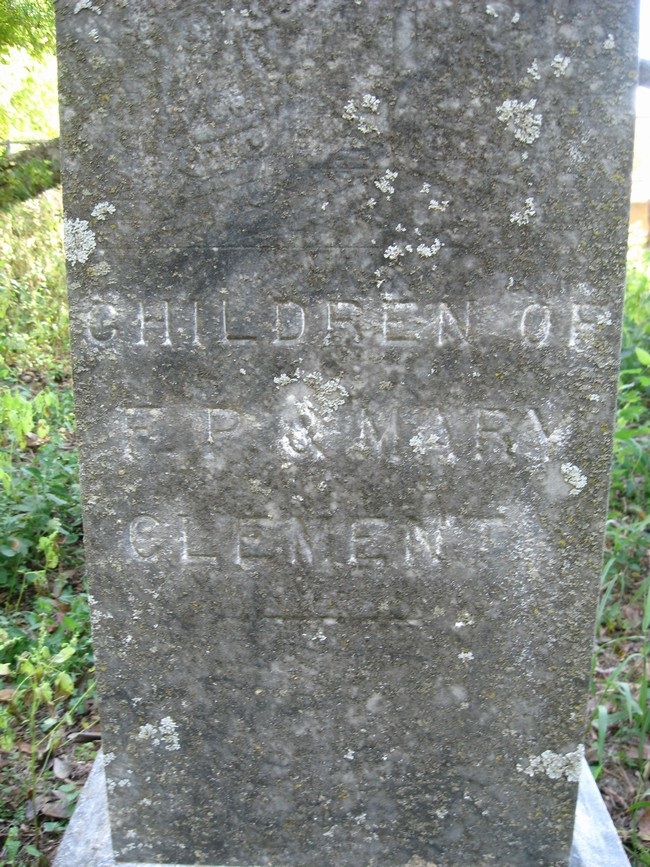 CHILDREN OF
F P & MARY
CLEMENT